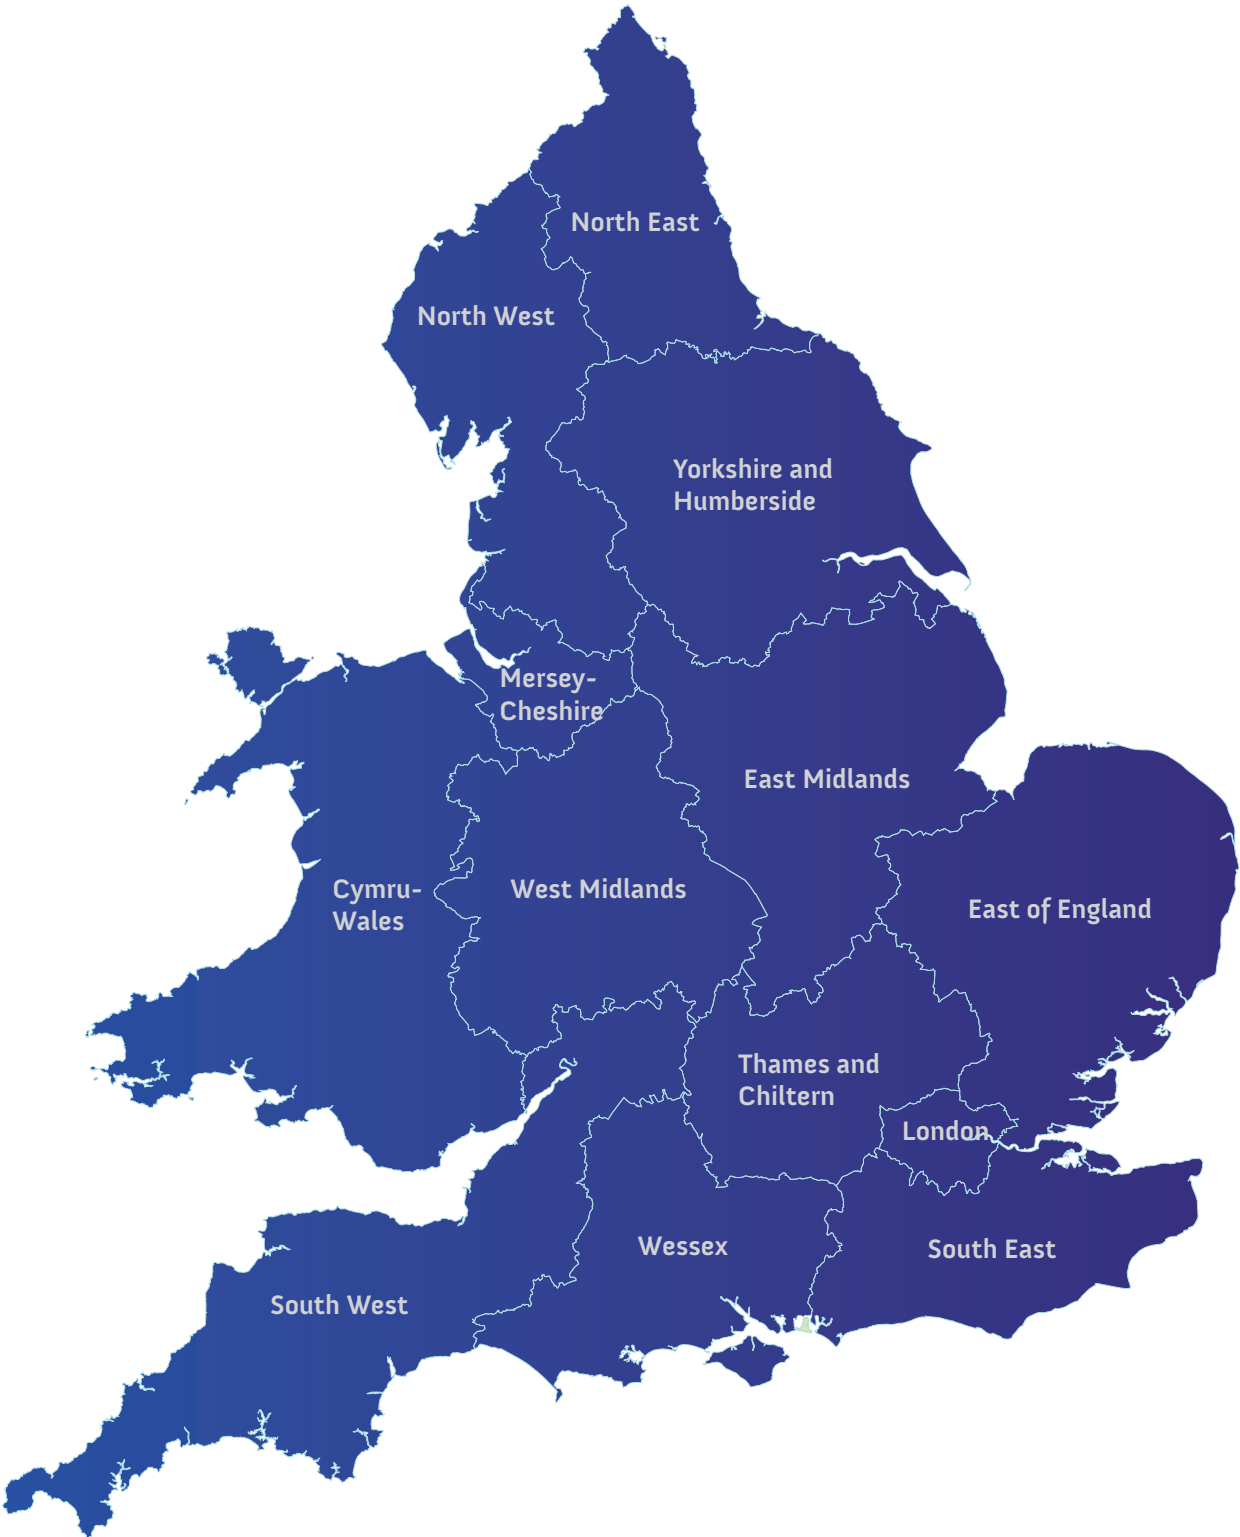 North East
North West
Yorkshire and
Humberside
Mersey-
Cheshire
East Midlands
Cymru-
Wales
West Midlands
East of England
Thames and
Chiltern
London
Wessex
South East
South West